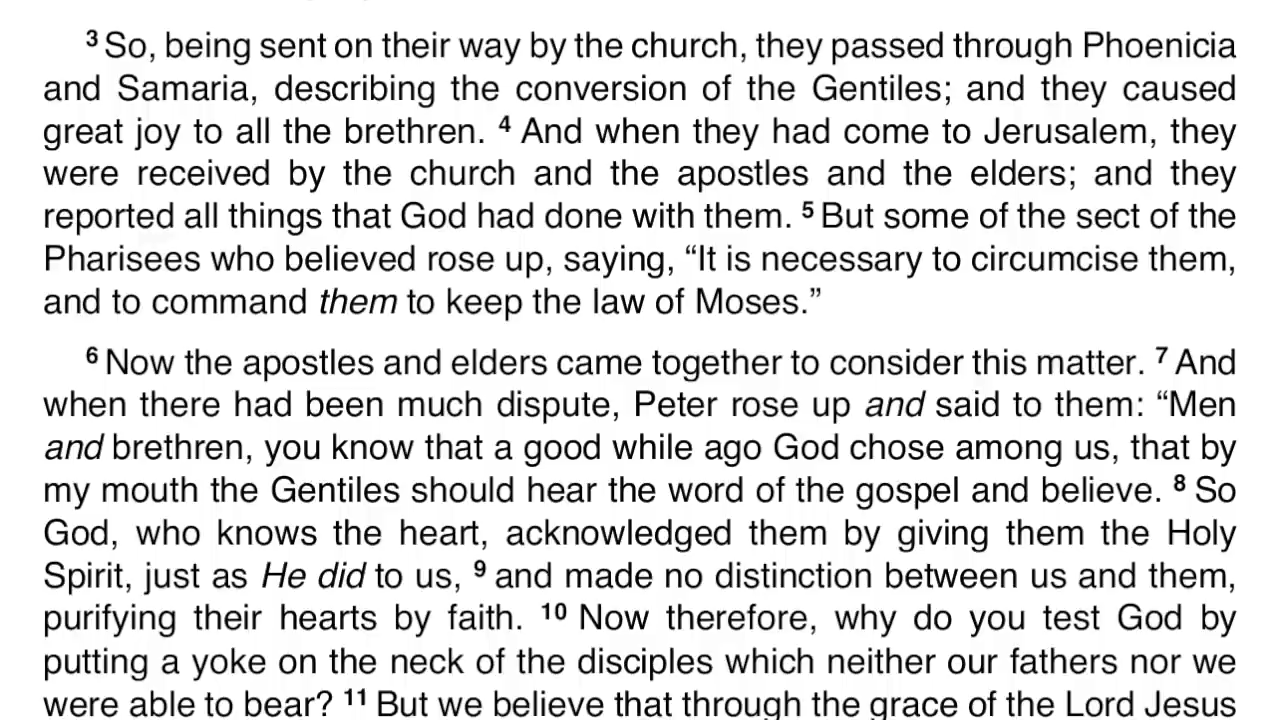 3 So, being sent on their way by the church, they passed through Phoenicia
and Samaria, describing the conversion of the Gentiles; and they caused
great joy to all the brethren. 4 And when they had come to Jerusalem, they
were received by the church and the apostles and the elders; and they
reported all things that God had done with them. 5 But some of the sect of the
Pharisees who believed rose up, saying, “It is necessary to circumcise them,
and to command them to keep the law of Moses.”
6 Now the apostles and elders came together to consider this matter. 7 And
when there had been much dispute, Peter rose up and said to them: “Men
and brethren, you know that a good while ago God chose among us, that by
my mouth the Gentiles should hear the word of the gospel and believe. 8 So
God, who knows the heart, acknowledged them by giving them the Holy
Spirit, just as He did to us, 9 and made no distinction between us and them,
purifying their hearts by faith. 10 Now therefore, why do you test God by
putting a yoke on the neck of the disciples which neither our fathers nor we
were able to bear? 11 But we believe that through the grace of the Lord Jesus